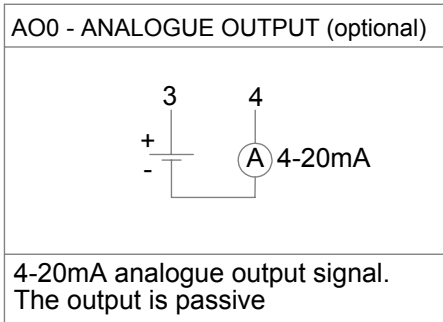 AO0 - ANALOGUE OUTPUT (optional)
3 4
+
-
A 4-20mA
4-20mA analogue output signal.
The output is passive